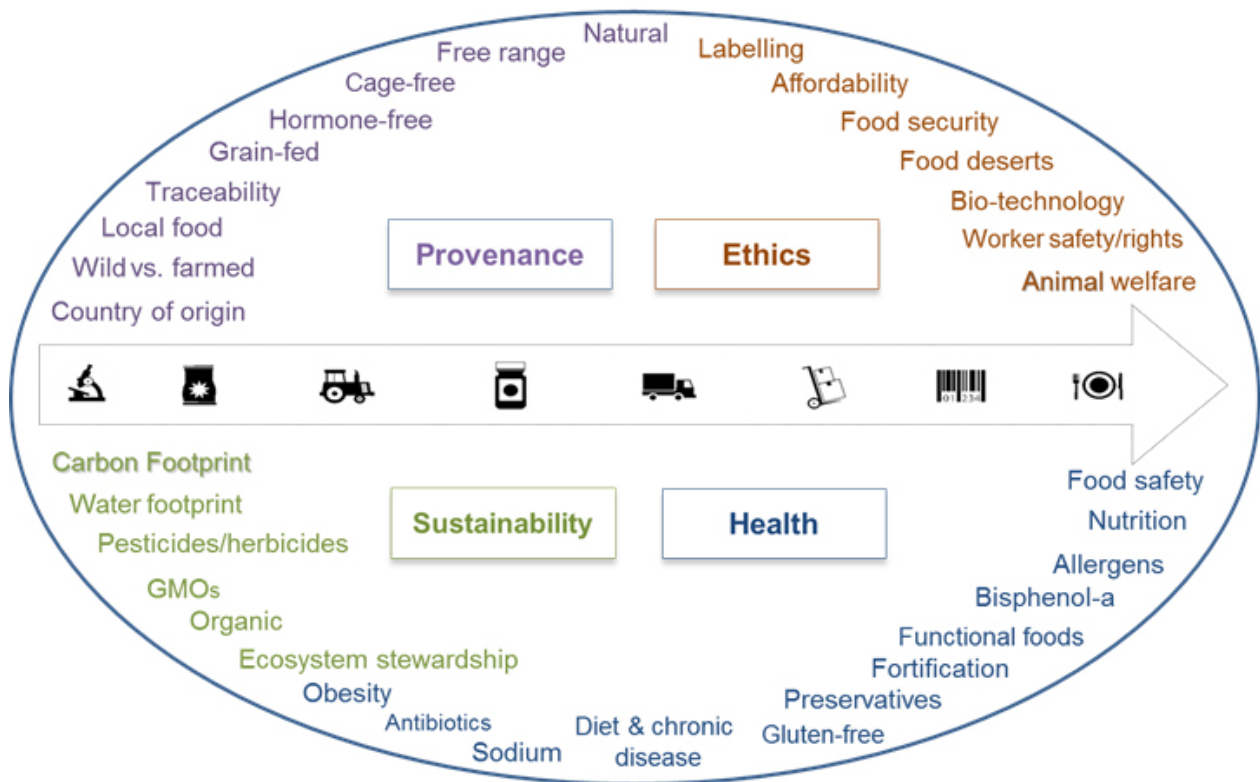 Natural
Free range
Labelling
Cage-free
Affordability
Hormone-free
Food security
Grain-fed
Food deserts
Traceability
Bio-technology
Local food
Worker safety/rights
Provenance
Ethics
Wild vs. farmed
Animal welfare
Country of origin
01 234
Carbon Footprint
Food safety
Water footprint
Nutrition
Sustainability
Health
Pesticides/herbicides
Allergens
GMOs
Bisphenol-a
Organic
Functional foods
Ecosystem stewardship
Fortification
Obesity
Preservatives
Antibiotics
Diet & chronic
disease
Gluten-free
Sodium